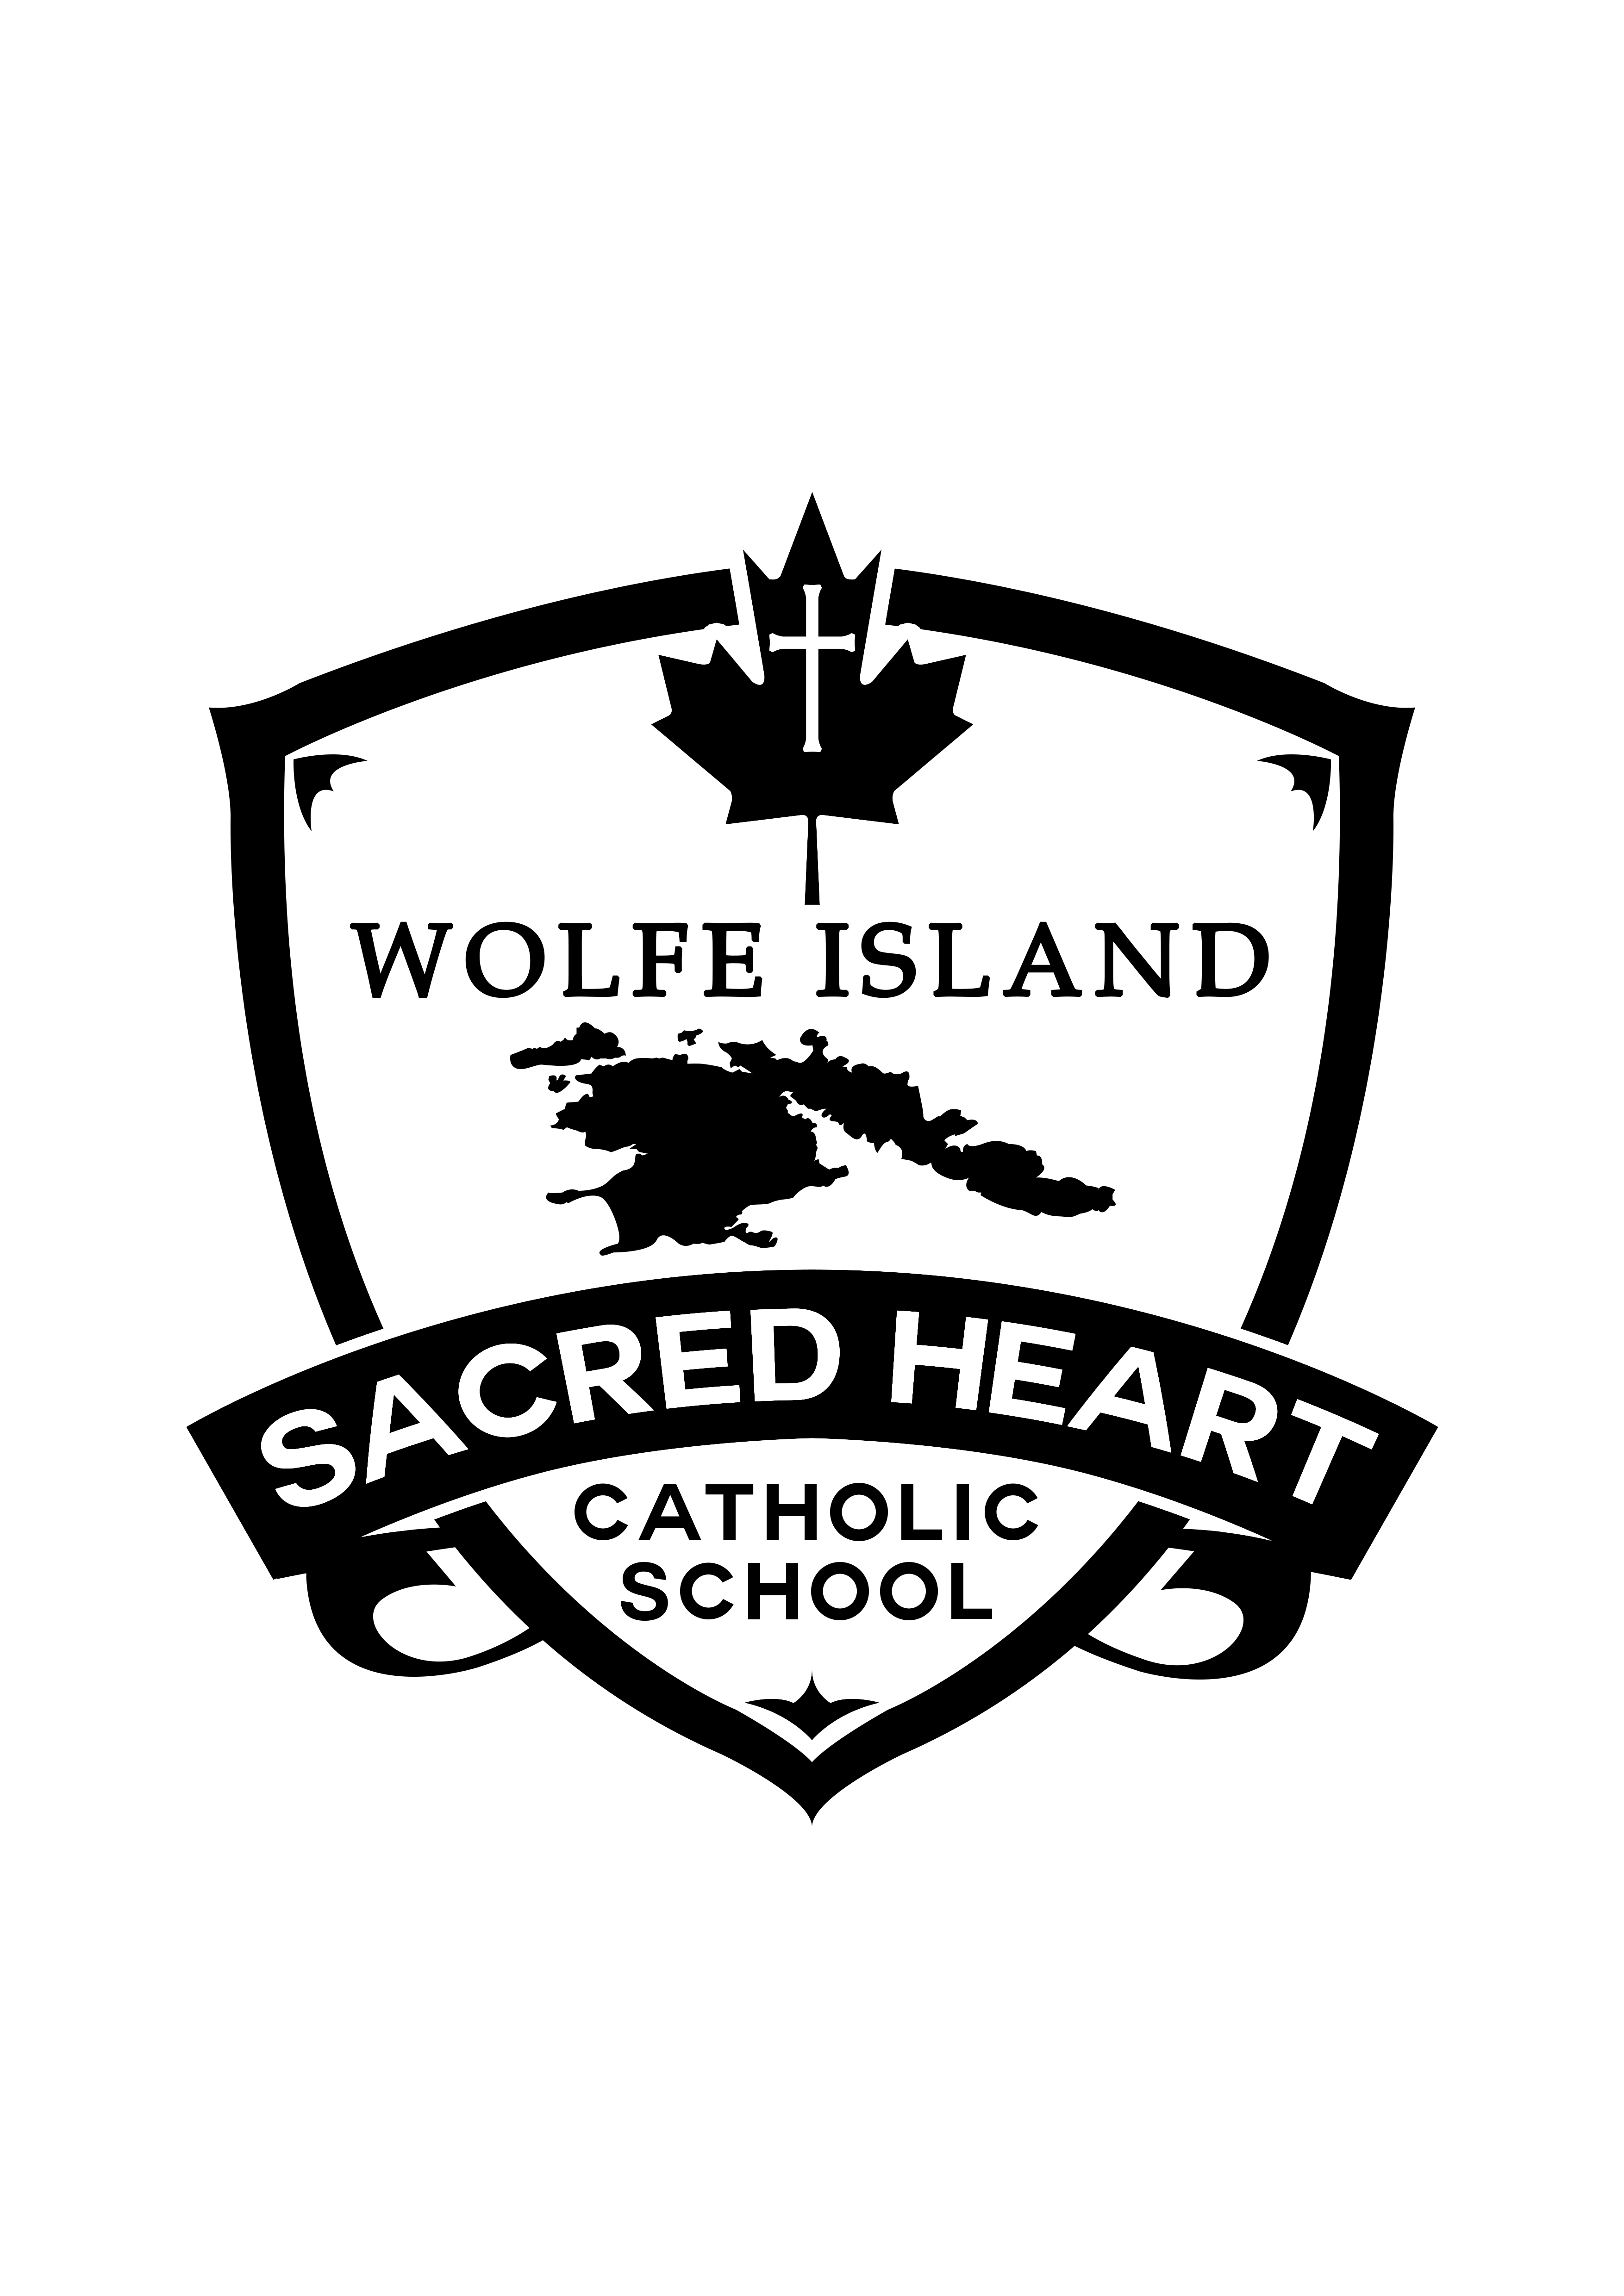 WOLFE ISLAND
SACRED HEART
CATHOLIC
SCHOOL